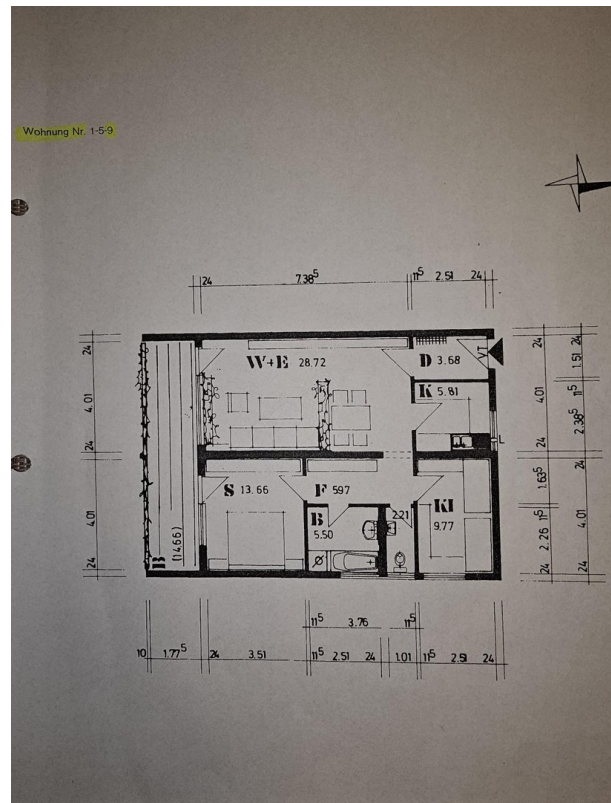 Wohnung Nr. 1-5-9
24 7.38⁵ 11⁵ 2.51 24
W+E 28.72
D 3.68
VT
K 5.81
L
S 13.66
F 5.97
B 5.50
2.21
KI 9.77
B (14.66)
24 4.01 24 4.01 24
24 4.01 24 1.63⁵ 11⁵ 2.26 24
24 1.51 11⁵ 2.38⁵ 24 4.01 24
11⁵ 3.76 11⁵
10 1.77⁵ 24 3.51 11⁵ 2.51 24 1.01 11⁵ 2.51 24